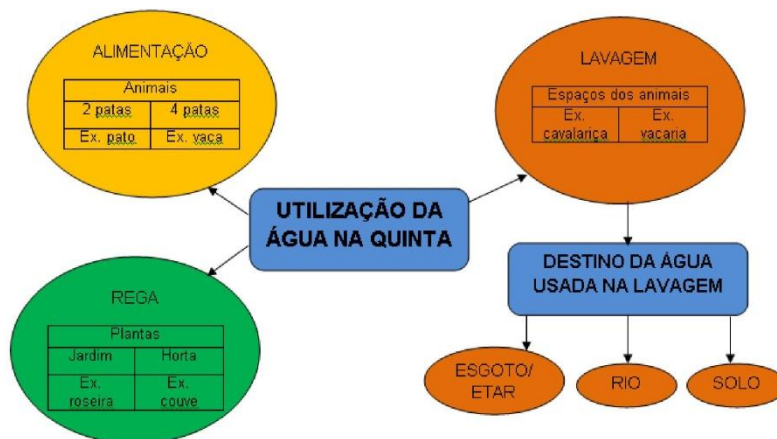 ALIMENTAÇÃO
Animais
2 patas 4 patas
Ex. pato Ex. vaca
LAVAGEM
Espaços dos animais
Ex. Ex.
cavalariça vacaria
UTILIZAÇÃO DA
ÁGUA NA QUINTA
REGA
Plantas
Jardim Horta
Ex. Ex.
roseira couve
DESTINO DA ÁGUA
USADA NA LAVAGEM
ESGOTO/
ETAR
RIO
SOLO